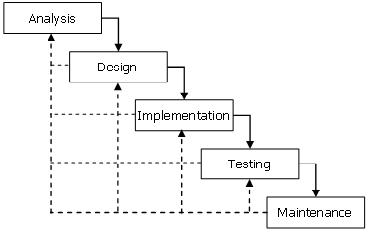 Analysis
Design
Implementation
Testing
Maintenance